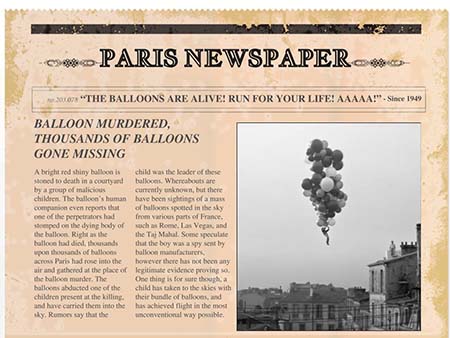 PARIS NEWSPAPER
no.203.078 "THE BALLOONS ARE ALIVE! RUN FOR YOUR LIFE! AAAAA!" - Since 1949
BALLOON MURDERED,
THOUSANDS OF BALLOONS
GONE MISSING
A bright red shiny balloon is
stoned to death in a courtyard
by a group of malicious
children. The balloon's human
companion even reports that
one of the perpetrators had
stomped on the dying body of
the balloon. Right as the
balloon had died, thousands
upon thousands of balloons
across Paris had rose into the
air and gathered at the place of
the balloon murder. The
balloons abducted one of the
children present at the killing,
and have carried them into the
sky. Rumors say that the
child was the leader of these
balloons. Whereabouts are
currently unknown, but there
have been sightings of a mass
of balloons spotted in the sky
from various parts of France,
such as Rome, Las Vegas, and
the Taj Mahal. Some speculate
that the boy was a spy sent by
balloon manufacturers,
however there has not been any
legitimate evidence proving so.
One thing is for sure though, a
child has taken to the skies with
their bundle of balloons, and
has achieved flight in the most
unconventional way possible.